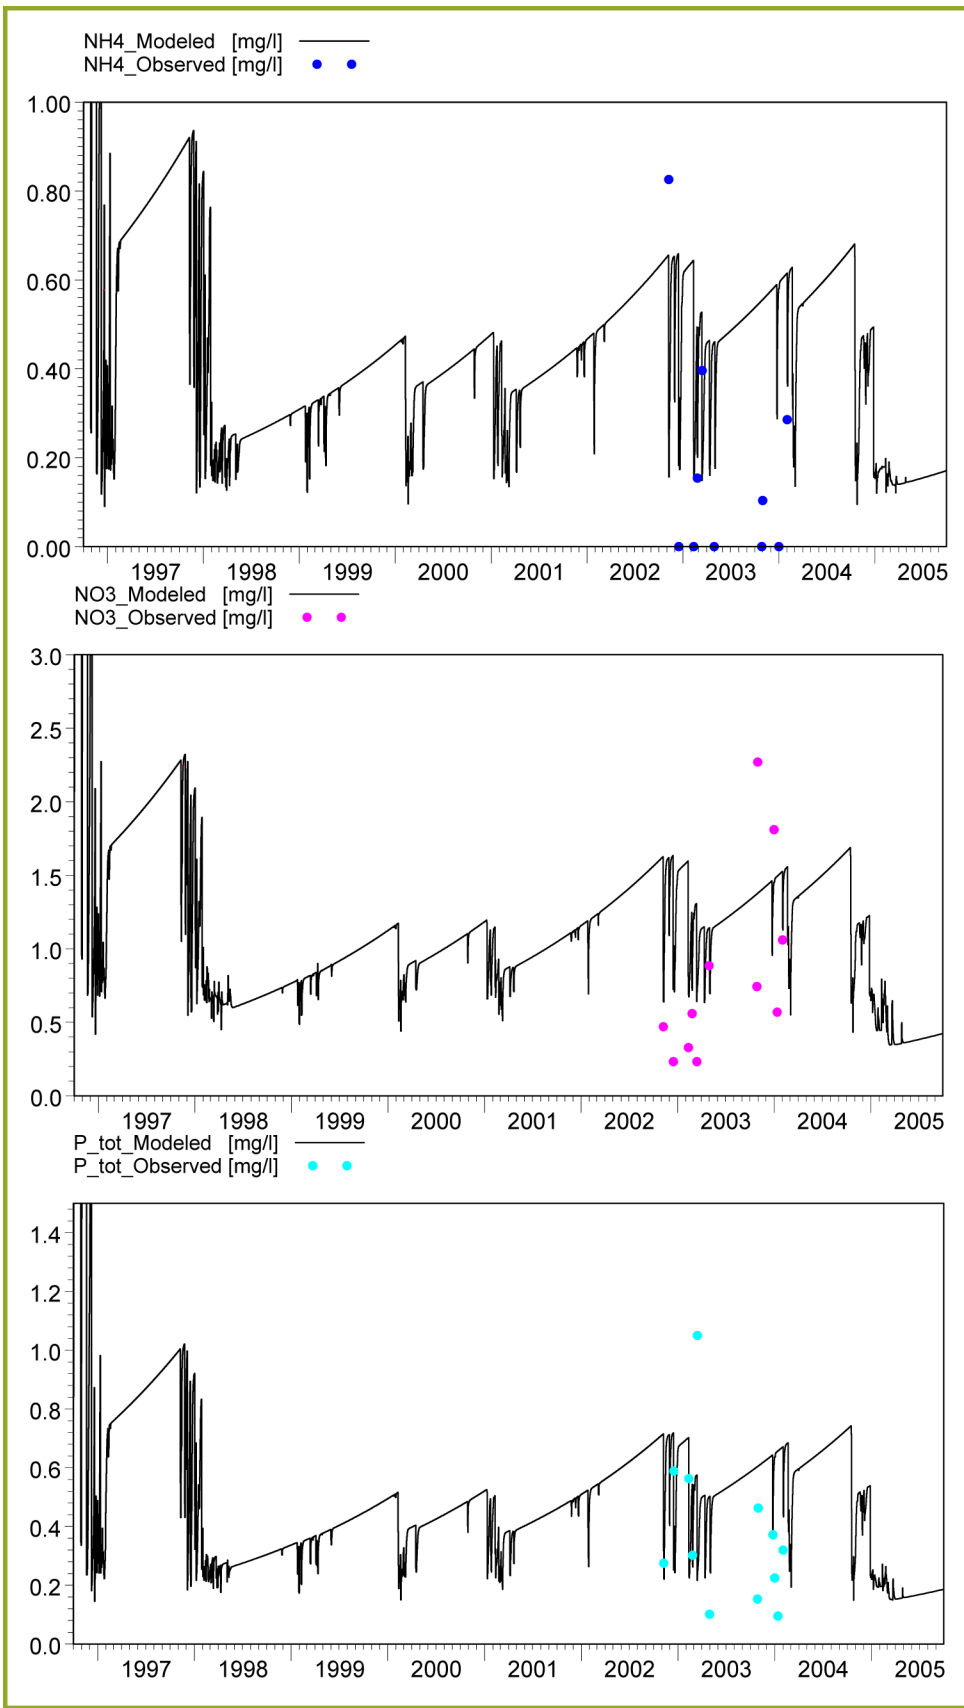 NH4_Modeled [mg/l]
NH4_Observed [mg/l]
1.00
0.80
0.60
0.40
0.20
0.00
1997 1998 1999 2000 2001 2002 2003 2004 2005
NO3_Modeled [mg/l]
NO3_Observed [mg/l]
3.0
2.5
2.0
1.5
1.0
0.5
0.0
1997 1998 1999 2000 2001 2002 2003 2004 2005
P_tot_Modeled [mg/l]
P_tot_Observed [mg/l]
1.4
1.2
1.0
0.8
0.6
0.4
0.2
0.0
1997 1998 1999 2000 2001 2002 2003 2004 2005